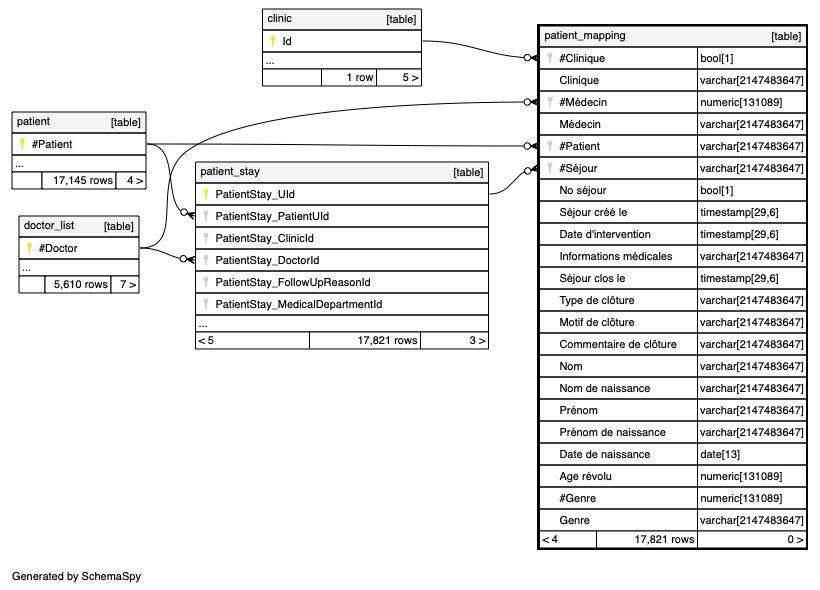 clinic [table]
Id
...
1 row 5 >
patient [table]
#Patient
...
17,145 rows 4 >
doctor_list [table]
#Doctor
...
5,610 rows 7 >
patient_stay [table]
PatientStay_UId
PatientStay_PatientUId
PatientStay_ClinicId
PatientStay_DoctorId
PatientStay_FollowUpReasonId
PatientStay_MedicalDepartmentId
...
< 5 17,821 rows 3 >
patient_mapping [table]
#Clinique bool[1]
Clinique varchar[2147483647]
#Médecin numeric[131089]
Médecin varchar[2147483647]
#Patient varchar[2147483647]
#Séjour varchar[2147483647]
No séjour bool[1]
Séjour créé le timestamp[29,6]
Date d'intervention timestamp[29,6]
Informations médicales varchar[2147483647]
Séjour clos le timestamp[29,6]
Type de clôture varchar[2147483647]
Motif de clôture varchar[2147483647]
Commentaire de clôture varchar[2147483647]
Nom varchar[2147483647]
Nom de naissance varchar[2147483647]
Prénom varchar[2147483647]
Prénom de naissance varchar[2147483647]
Date de naissance date[13]
Age révolu numeric[131089]
#Genre numeric[131089]
Genre varchar[2147483647]
< 4 17,821 rows 0 >
Generated by SchemaSpy